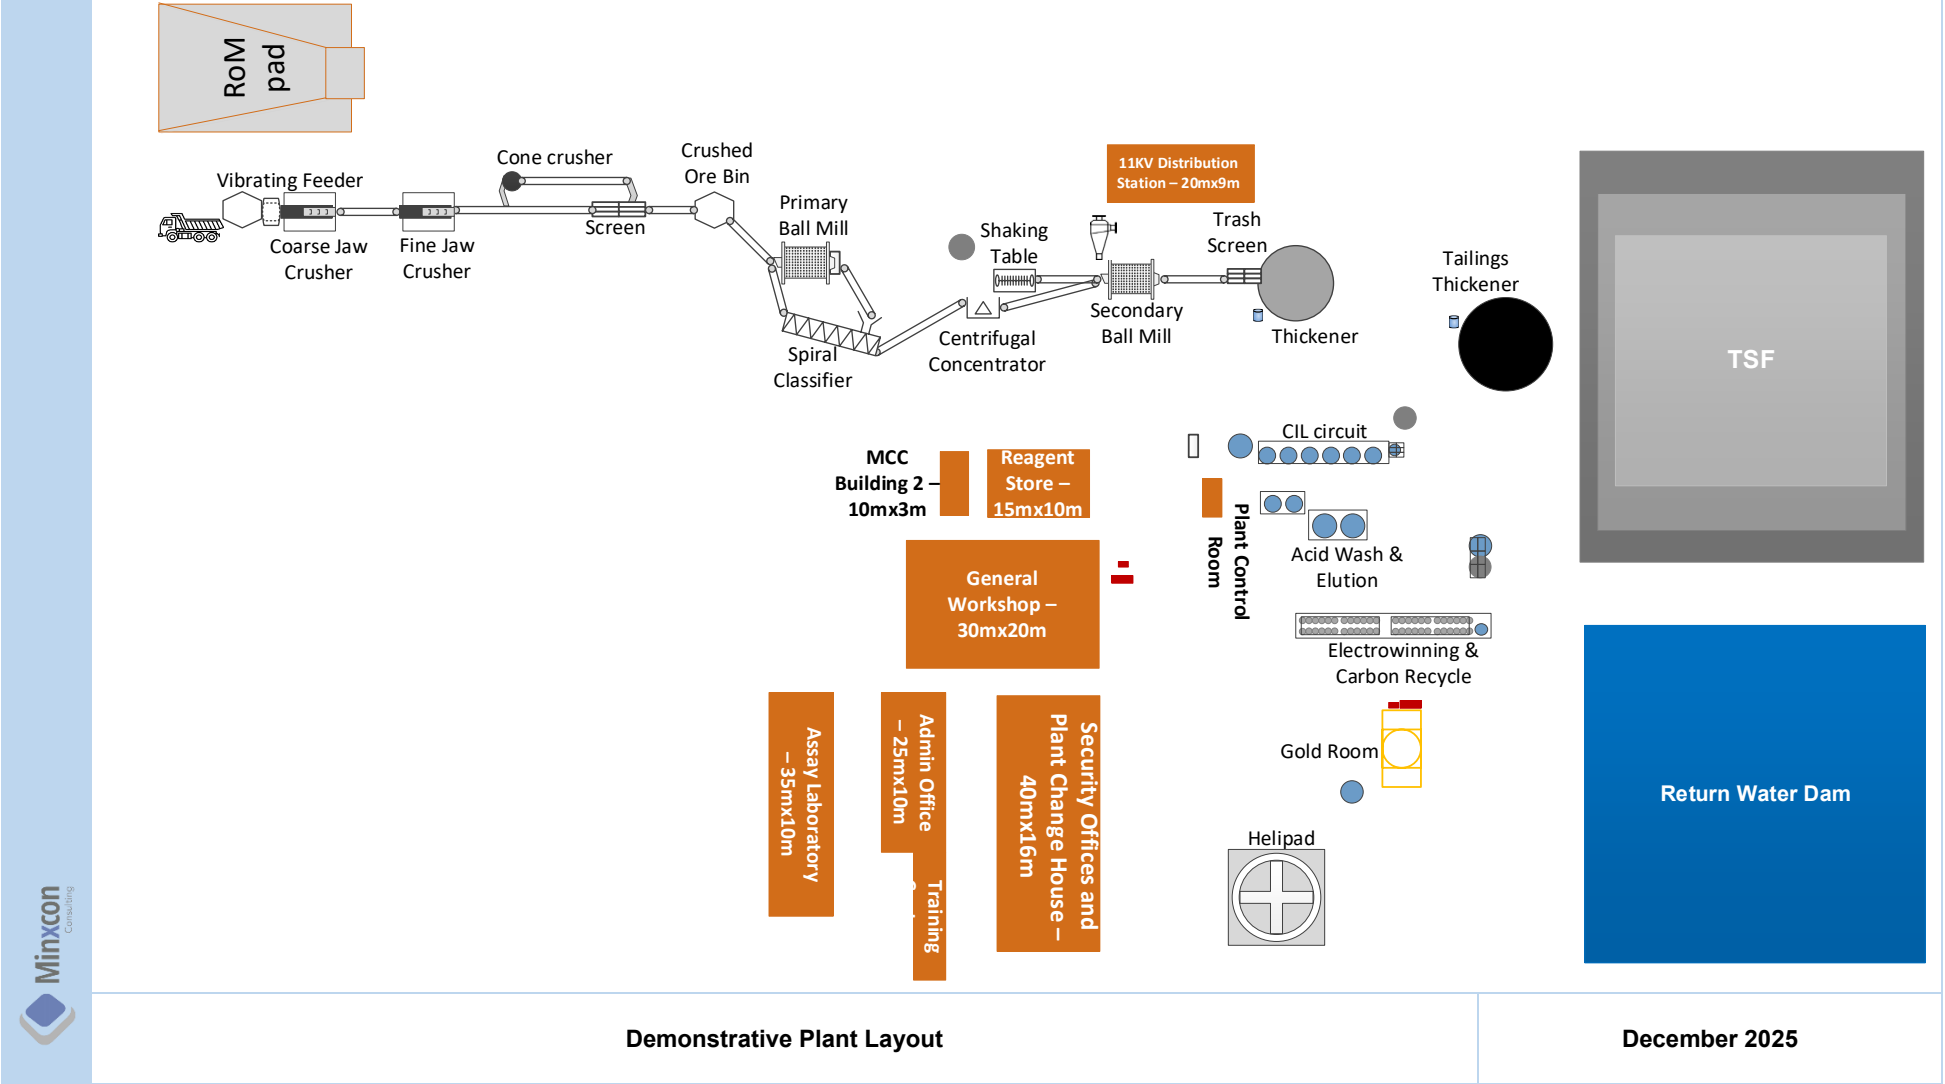 RoM
pad
Vibrating Feeder
Coarse Jaw
Crusher
Fine Jaw
Crusher
Cone crusher
Screen
Crushed
Ore Bin
Primary
Ball Mill
Spiral
Classifier
Shaking
Table
Centrifugal
Concentrator
11KV Distribution
Station – 20mx9m
Secondary
Ball Mill
Trash
Screen
Thickener
Tailings
Thickener
TSF
CIL circuit
MCC
Building 2 –
10mx3m
Reagent
Store –
15mx10m
Plant Control
Room
Acid Wash &
Elution
General
Workshop –
30mx20m
Electrowinning &
Carbon Recycle
Assay Laboratory
– 35mx10m
Admin Office
– 25mx10m
Training
Security Offices and
Plant Change House –
40mx16m
Gold Room
Helipad
Return Water Dam
Minxcon
Consulting
Demonstrative Plant Layout
December 2025